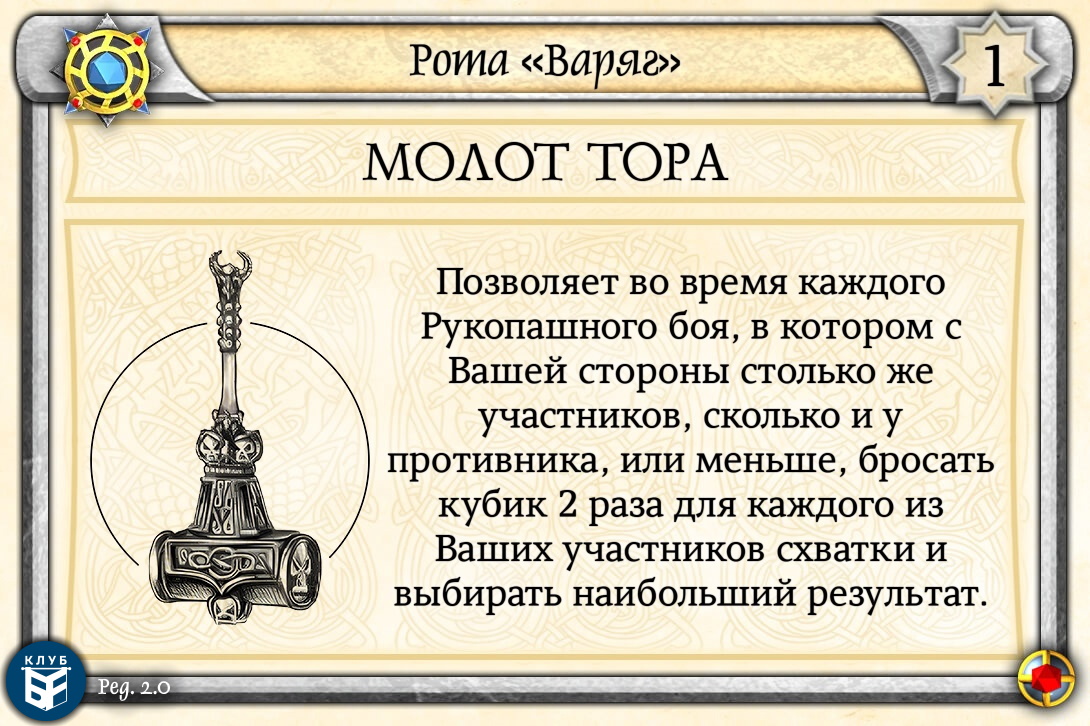 Рота «Варяг»
1
МОЛОТ ТОРА
Позволяет во время каждого
Рукопашного боя, в котором с
Вашей стороны столько же
участников, сколько и у
противника, или меньше, бросать
кубик 2 раза для каждого из
Ваших участников схватки и
выбирать наибольший результат.
КЛУБ
Ред. 2.0